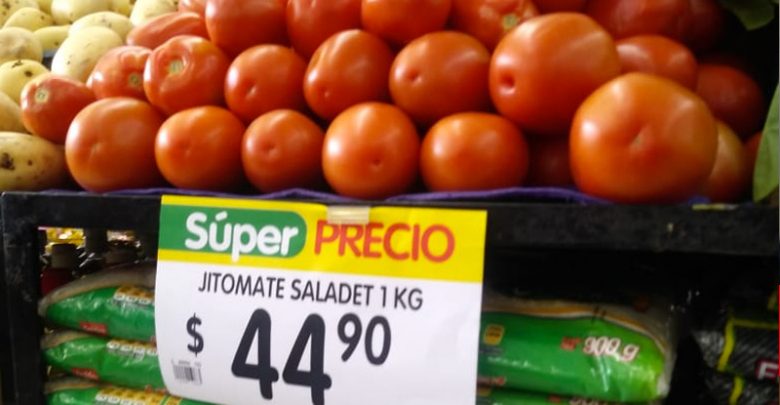 Súper PRECIO
JITOMATE SALADET 1 KG
$ 44 90
900 g